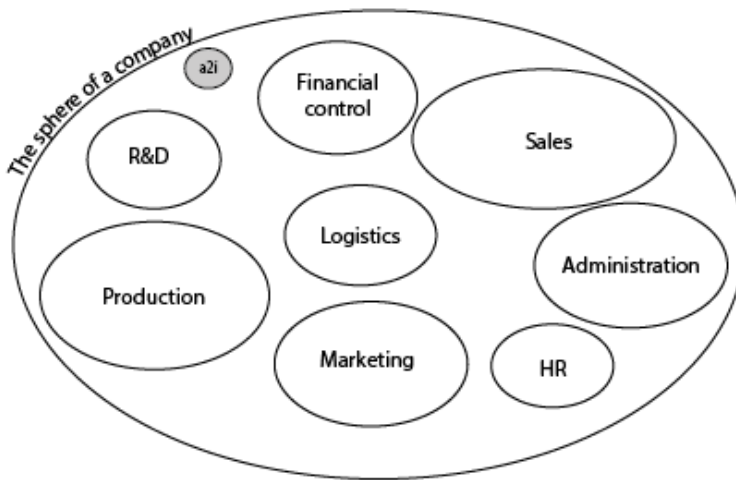 The sphere of a company
a2i
Financial
control
Sales
R&D
Logistics
Administration
Production
Marketing
HR